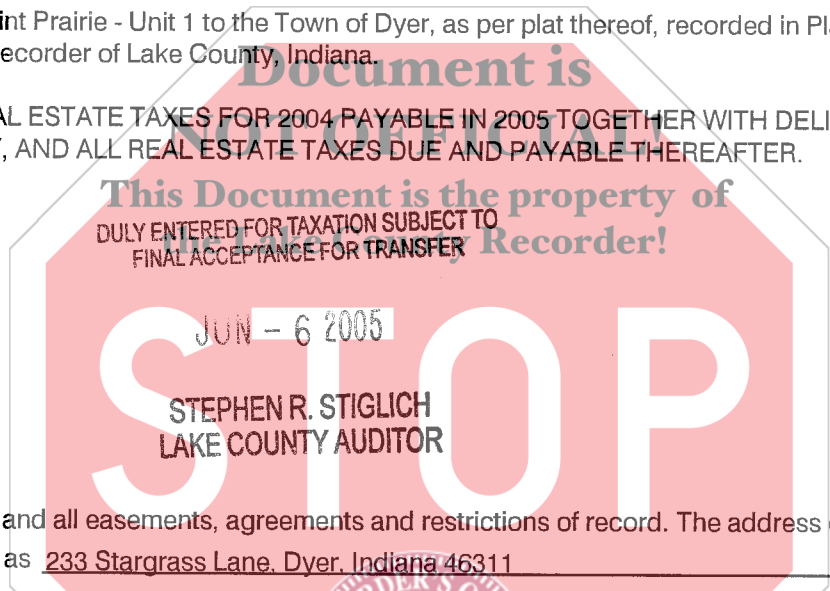 int Prairie - Unit 1 to the Town of Dyer, as per plat thereof, recorded in Pl
ecorder of Lake County, Indiana.
Document is
AL ESTATE TAXES FOR 2004 PAYABLE IN 2005 TOGETHER WITH DELI
NOT OFFICIAL!
, AND ALL REAL ESTATE TAXES DUE AND PAYABLE THEREAFTER.
This Document is the property of
DULY ENTERED FOR TAXATION SUBJECT TO
the Lake County Recorder!
FINAL ACCEPTANCE FOR TRANSFER
JUN - 6 2005
STOP
STEPHEN R. STIGLICH
LAKE COUNTY AUDITOR
and all easements, agreements and restrictions of record. The address
as 233 Stargrass Lane, Dyer, Indiana 46311